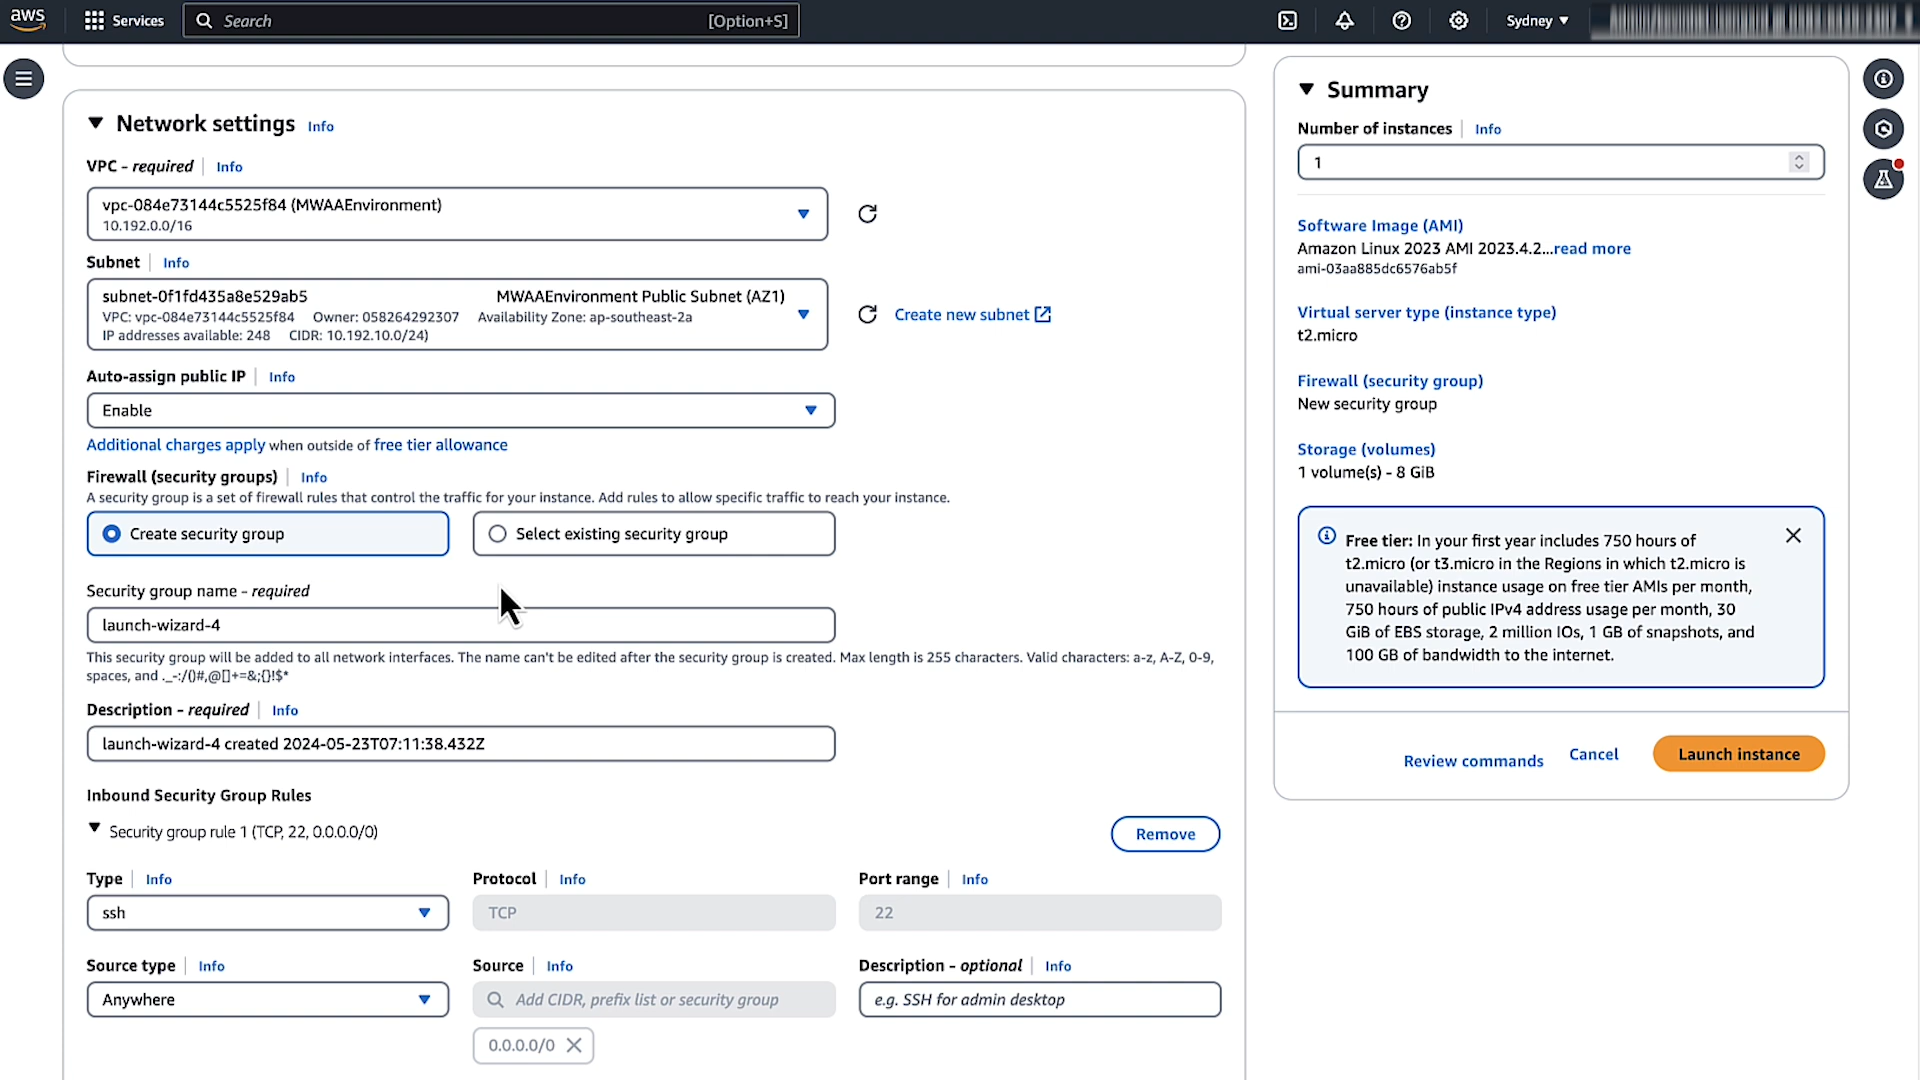 aws
Services
Search
[Option+S]
Sydney
Network settings Info
VPC - required Info
vpc-084e73144c5525f84 (MWAAEnvironment)
10.192.0.0/16
Subnet Info
subnet-0f1fd435a8e529ab5 MWAAEnvironment Public Subnet (AZ1)
VPC: vpc-084e73144c5525f84 Owner: 058264292307 Availability Zone: ap-southeast-2a
IP addresses available: 248 CIDR: 10.192.10.0/24)
Create new subnet
Auto-assign public IP Info
Enable
Additional charges apply when outside of free tier allowance
Firewall (security groups) Info
A security group is a set of firewall rules that control the traffic for your instance. Add rules to allow specific traffic to reach your instance.
Create security group
Select existing security group
Security group name - required
launch-wizard-4
This security group will be added to all network interfaces. The name can't be edited after the security group is created. Max length is 255 characters. Valid characters: a-z, A-Z, 0-9,
spaces, and ._-:/()#,@[]+=&;{}!$*
Description - required Info
launch-wizard-4 created 2024-05-23T07:11:38.432Z
Inbound Security Group Rules
Security group rule 1 (TCP, 22, 0.0.0.0/0)
Remove
Type Info
Protocol Info
Port range Info
ssh
TCP
22
Source type Info
Source Info
Description - optional Info
Anywhere
Add CIDR, prefix list or security group
e.g. SSH for admin desktop
0.0.0.0/0
Summary
Number of instances Info
1
Software Image (AMI)
Amazon Linux 2023 AMI 2023.4.2...read more
ami-03aa885dc6576ab5f
Virtual server type (instance type)
t2.micro
Firewall (security group)
New security group
Storage (volumes)
1 volume(s) - 8 GiB
Free tier: In your first year includes 750 hours of
t2.micro (or t3.micro in the Regions in which t2.micro is
unavailable) instance usage on free tier AMIs per month,
750 hours of public IPv4 address usage per month, 30
GiB of EBS storage, 2 million IOs, 1 GB of snapshots, and
100 GB of bandwidth to the internet.
Review commands
Cancel
Launch instance